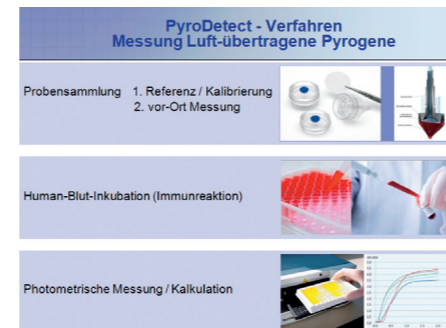 PyroDetect - Verfahren
Messung Luft-übertragene Pyrogene
Probensammlung 1. Referenz / Kalibrierung
2. vor-Ort Messung
Human-Blut-Inkubation (Immunreaktion)
Photometrische Messung / Kalkulation